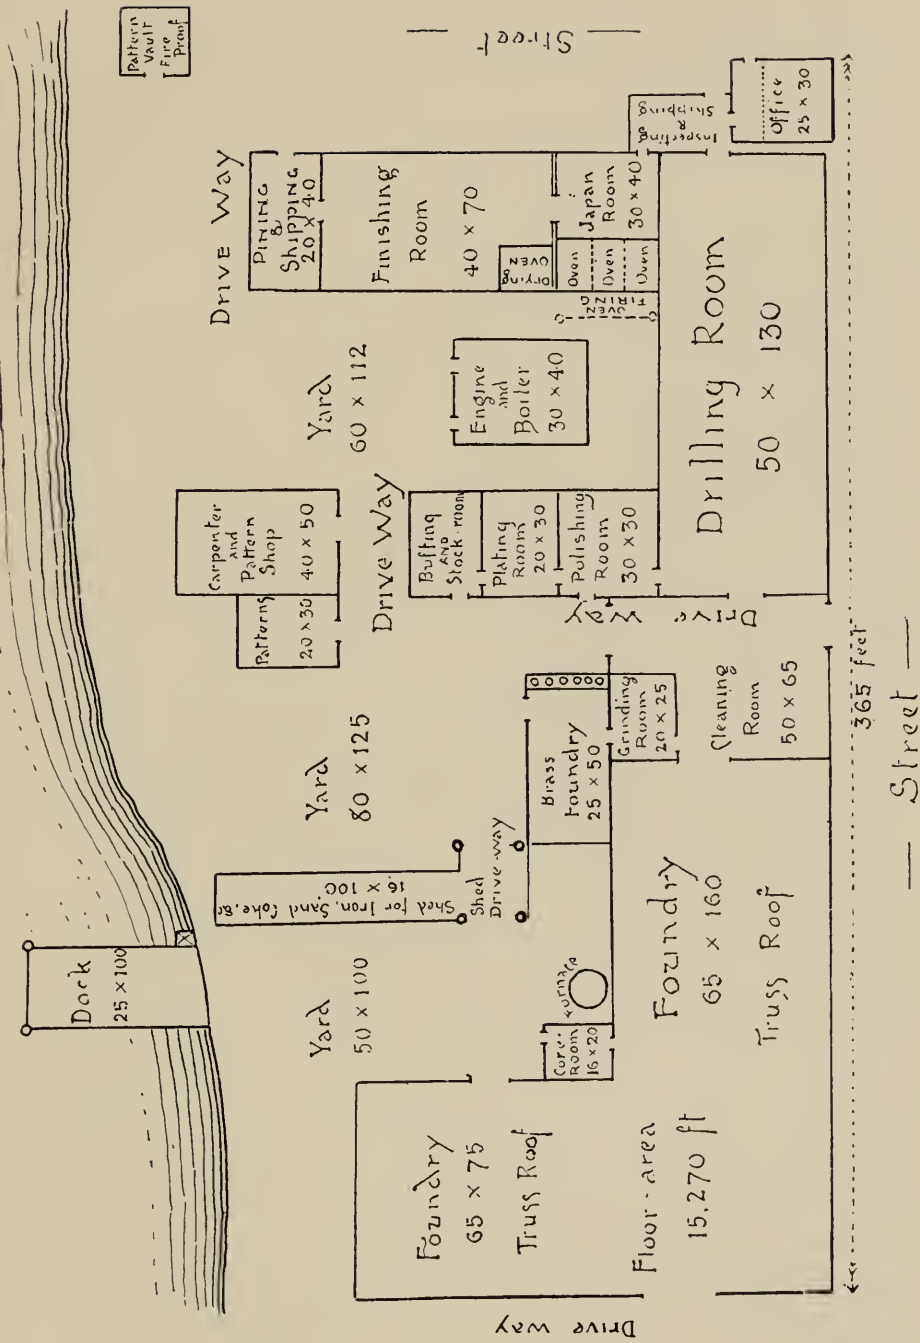 Pattern
Vault
Fire
Proof
Street
Dock
25 x 100
Drive Way
PINING
&
Shipping
20 x 40
Finishing
Room
40 x 70
Drying
OVEN
Oven
Oven
Oven
OVEN
FIRING
Japan
Room
30 x 40
Inspecting
&
Shipping
Office
25 x 30
Yard
60 x 112
Engine
and
Boiler
30 x 40
Drilling Room
50 x 130
Carpenter
and
Pattern
Shop
40 x 50
Patterns
20 x 30
Drive Way
Buffing
AND
Stock-room
Plating
Room
20 x 30
Polishing
Room
30 x 30
Drive Way
Yard
80 x 125
Shed for Iron, Sand Coke, &c
16 x 100
Shed
Drive-way
Brass
Foundry
25 x 50
Grinding
Room
20 x 25
Cleaning
Room
50 x 65
Yard
50 x 100
Furnace
Core-
Room
16 x 20
Foundry
65 x 160
Truss Roof
Foundry
65 x 75
Truss Roof
Floor-area
15,270 ft
Drive way
365 feet
Street